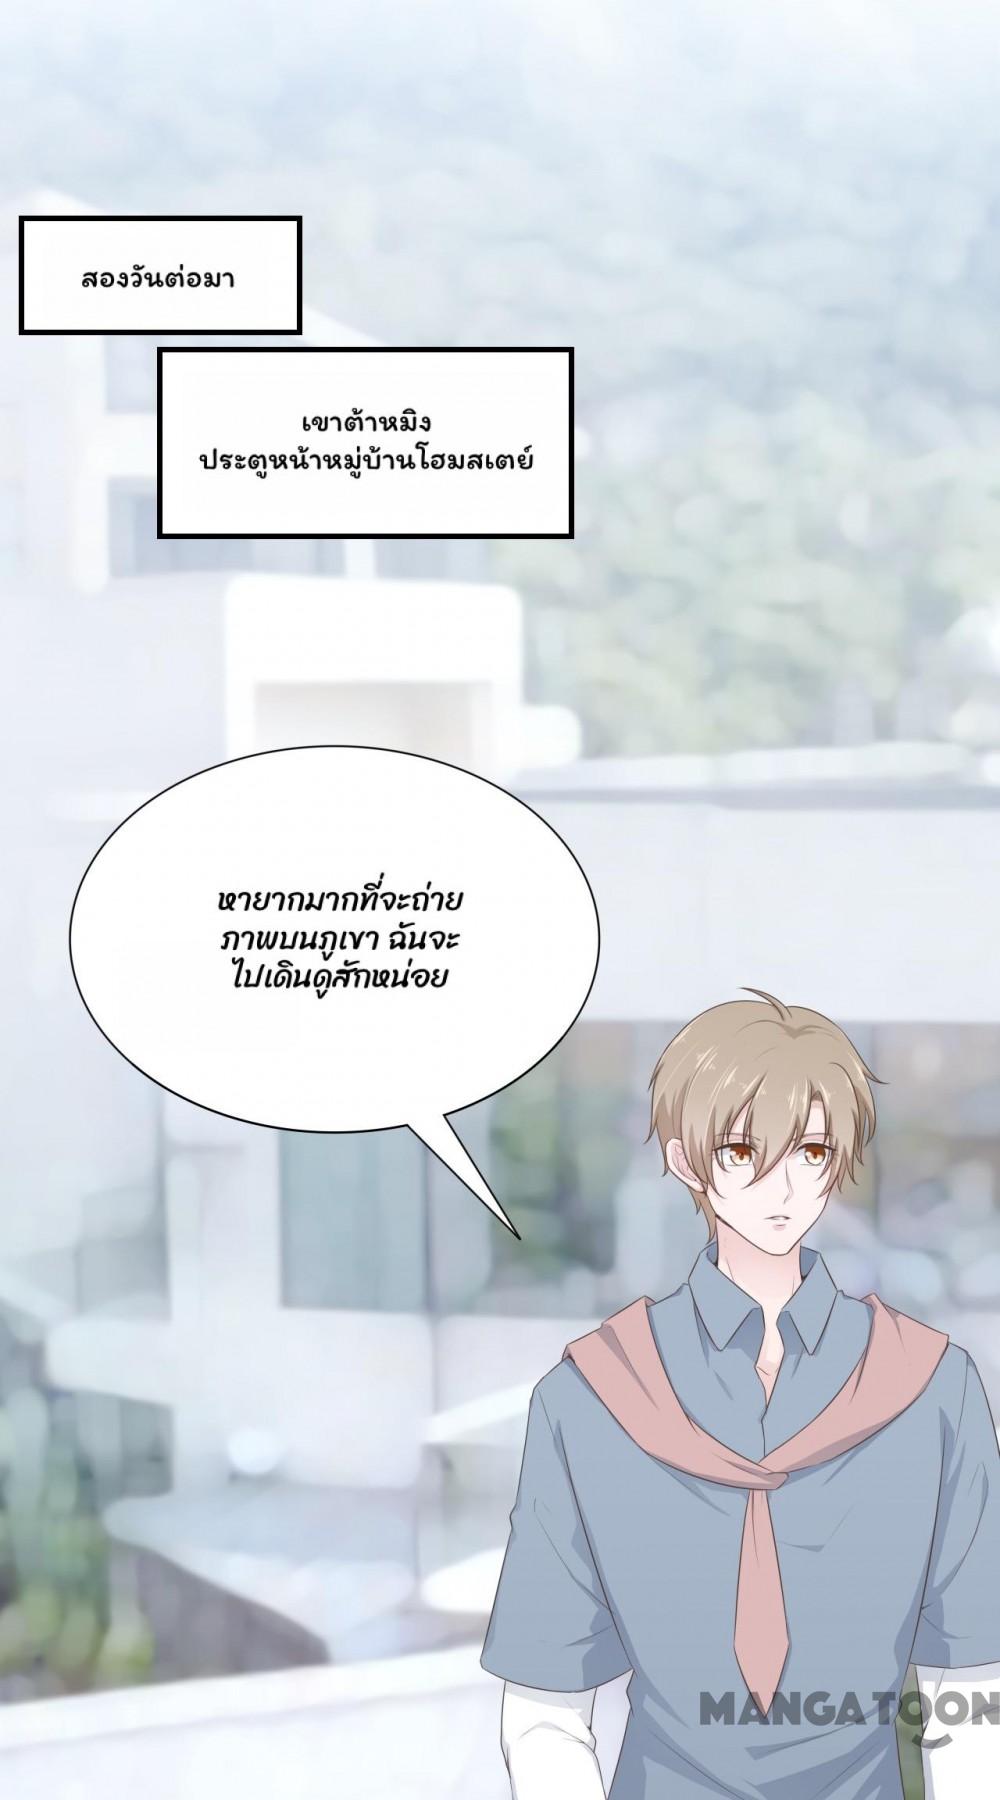 สองวันต่อมา
เขาต้าหมิง
ประตูหน้าหมู่บ้านโฮมสเตย์
หายากมากที่จะถ่าย
ภาพบนภูเขา ฉันจะ
ไปเดินดูสักหน่อย
MANGATOON